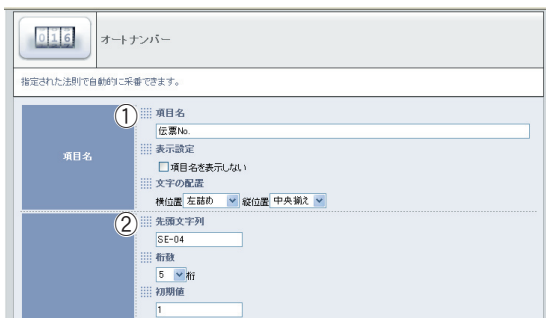 016
オートナンバー
指定された法則で自動的に采番できます。
① 項目名
伝票No.
項目名
表示設定
項目名を表示しない
文字の配置
横位置 左詰め 縦位置 中央揃え
② 先頭文字列
SE-04
桁数
5 桁
初期値
1